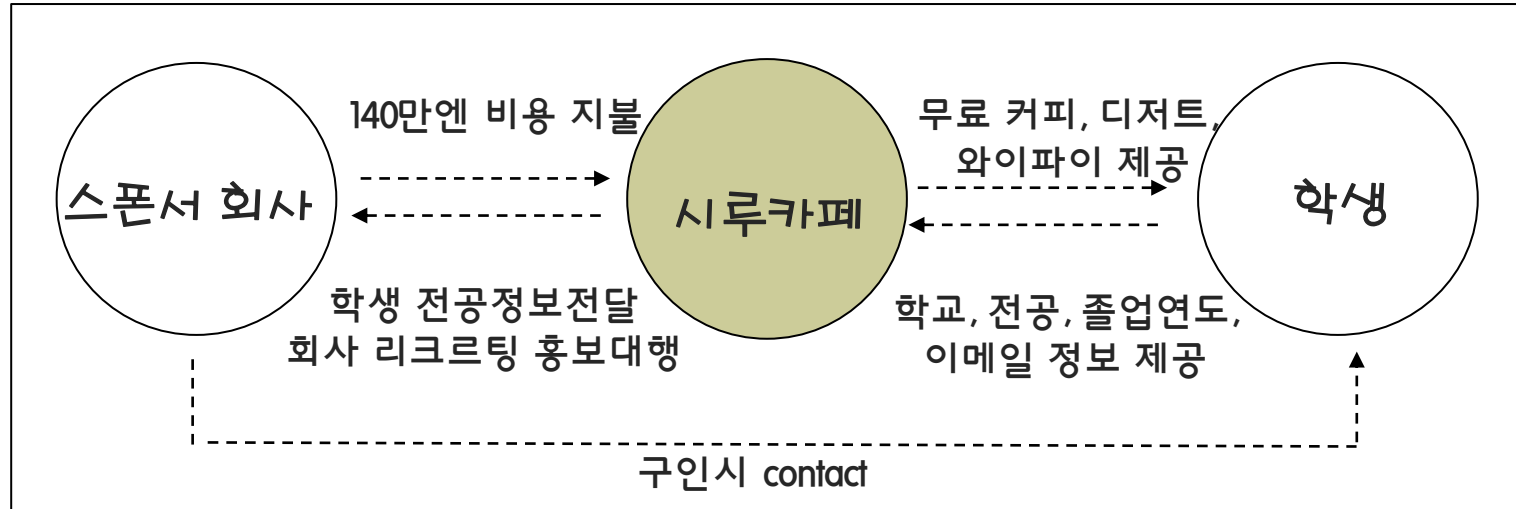 140만엔 비용 지불
무료 커피, 디저트,
와이파이 제공
스폰서 회사
시루카페
학생
학생 전공정보전달
회사 리크르팅 홍보대행
학교, 전공, 졸업연도,
이메일 정보 제공
구인시 contact